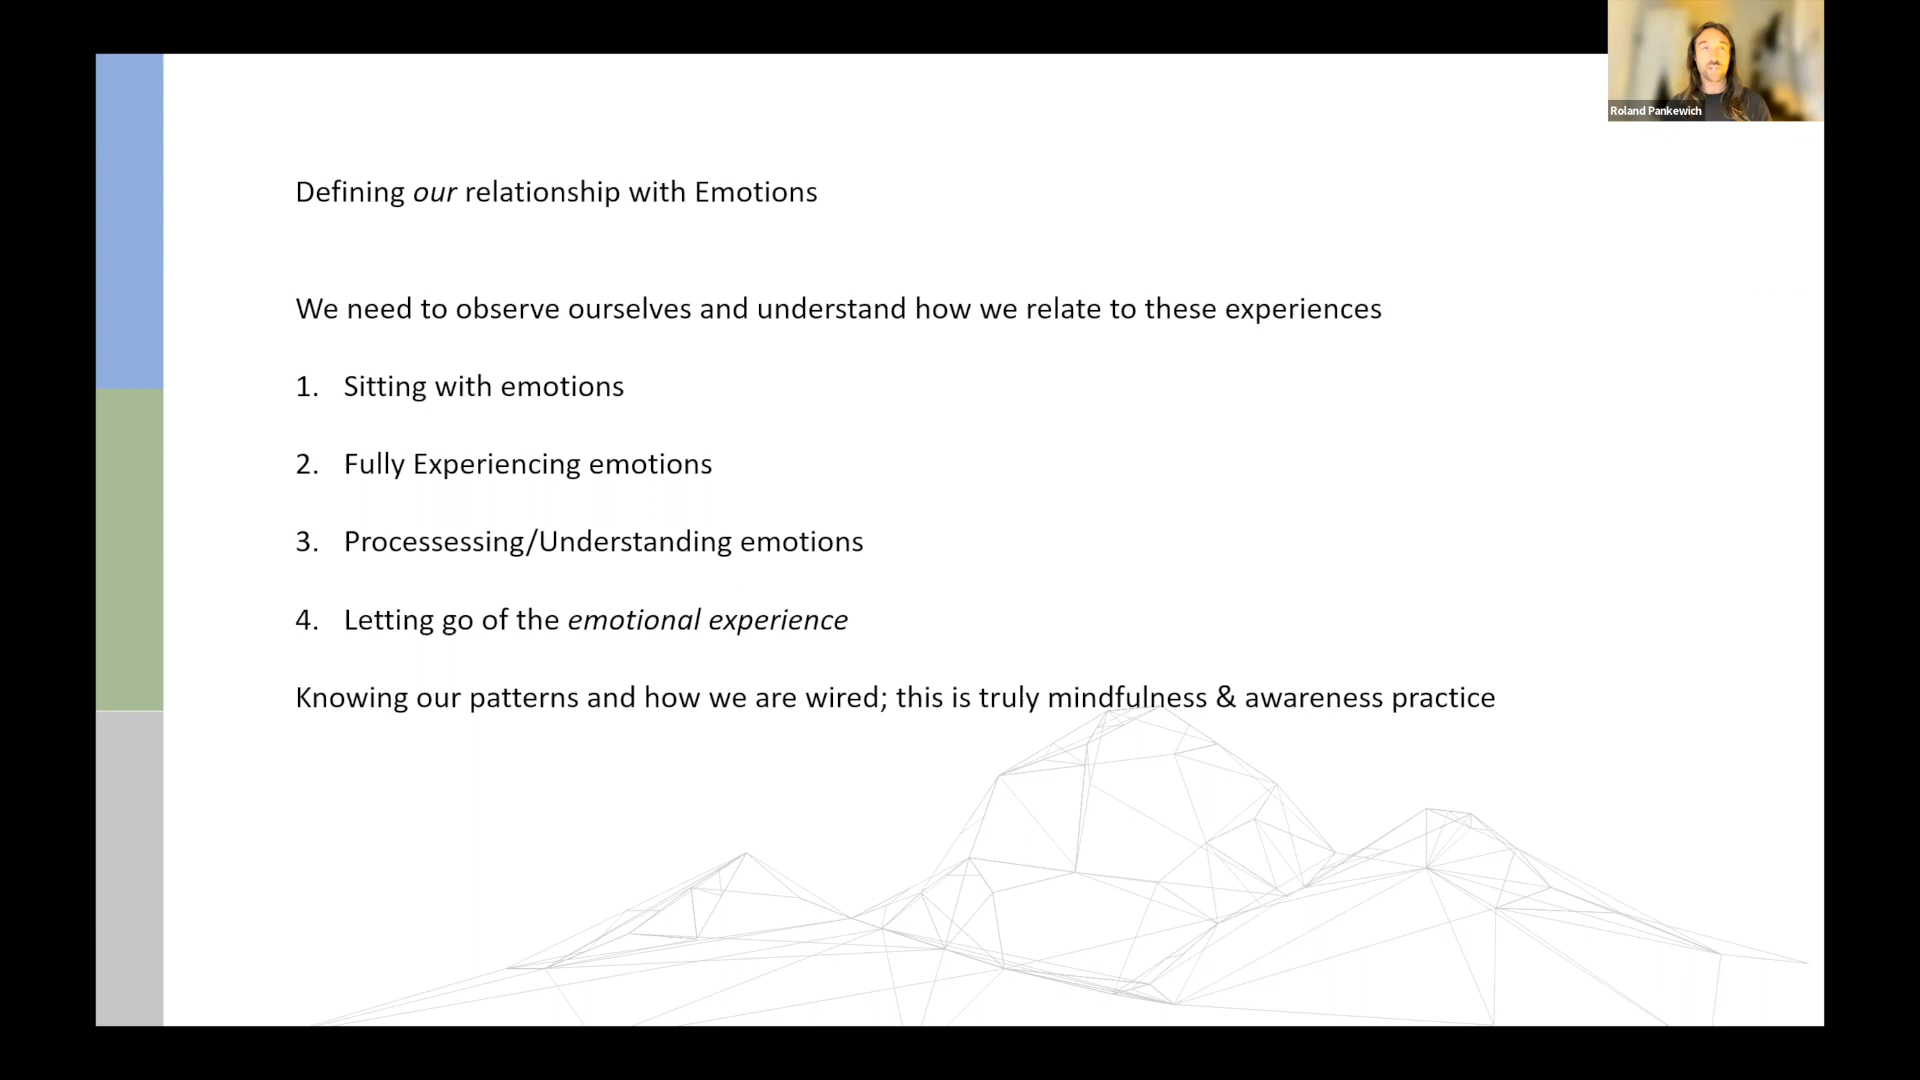 Roland Pankewich
Defining our relationship with Emotions
We need to observe ourselves and understand how we relate to these experiences
1. Sitting with emotions
2. Fully Experiencing emotions
3. Processessing/Understanding emotions
4. Letting go of the emotional experience
Knowing our patterns and how we are wired; this is truly mindfulness & awareness practice